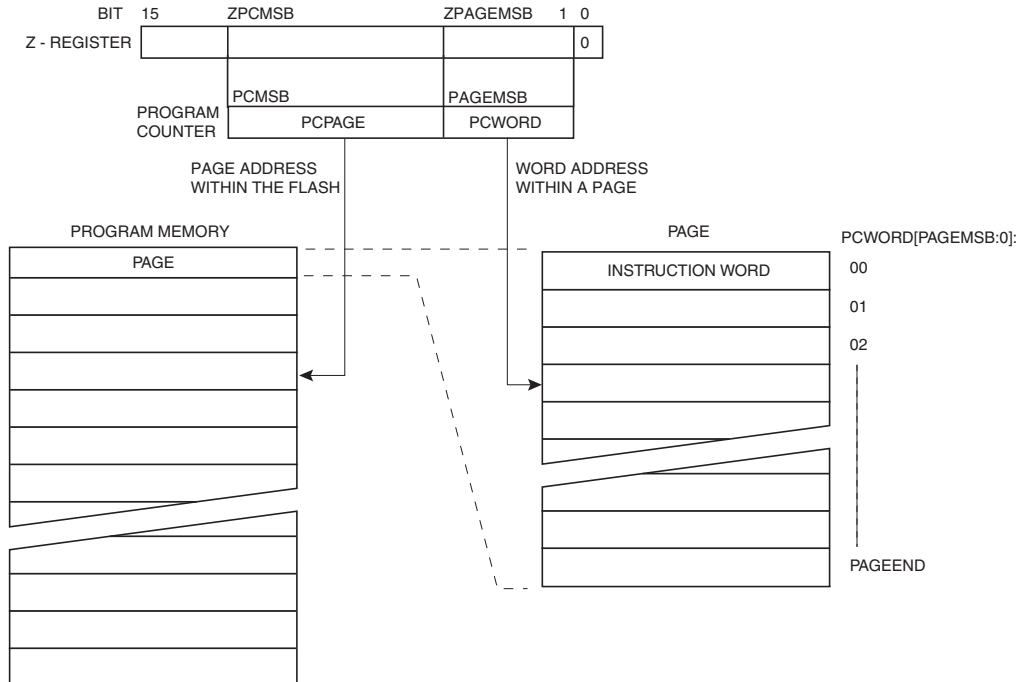 BIT 15 ZPCMSB ZPAGEMSB 1 0
Z - REGISTER 0
PCMSB PAGEMSB
PROGRAM
COUNTER
PCPAGE PCWORD
PAGE ADDRESS
WITHIN THE FLASH
WORD ADDRESS
WITHIN A PAGE
PROGRAM MEMORY
PAGE
PAGE
PCWORD[PAGEMSB:0]:
INSTRUCTION WORD 00
01
02
PAGEEND